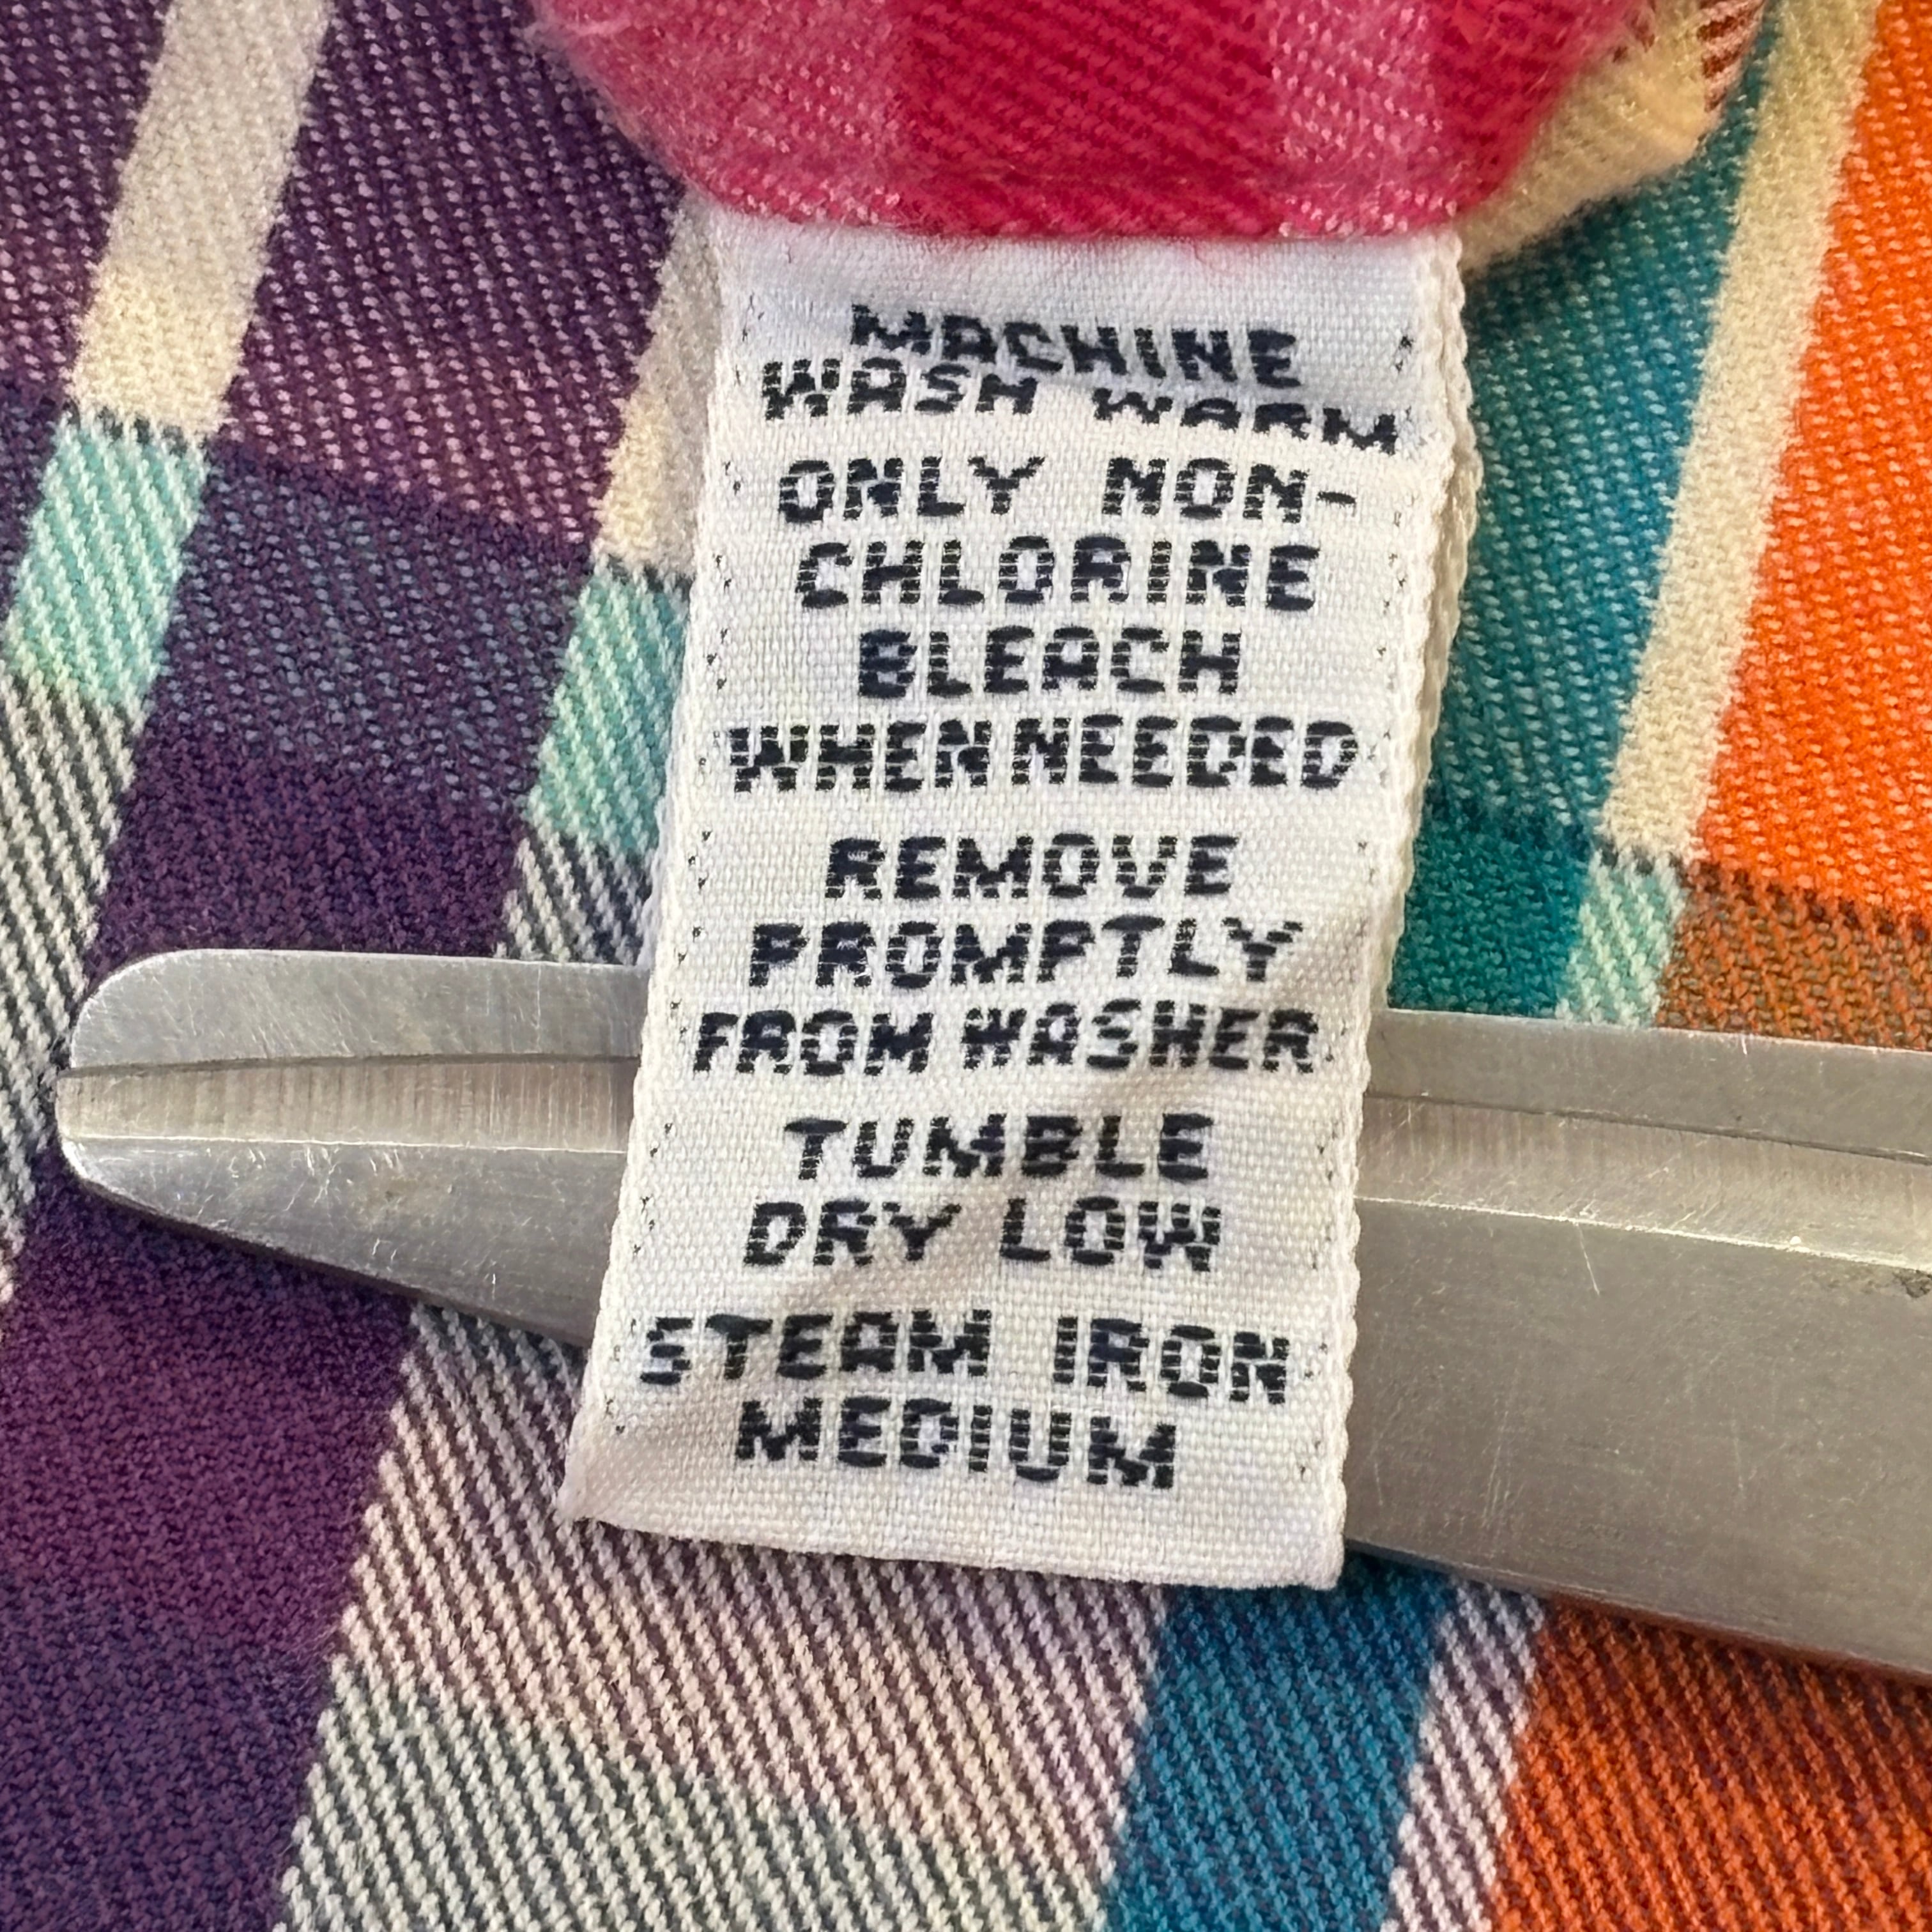 MACHINE
WASH WARM
ONLY NON-
CHLORINE
BLEACH
WHEN NEEDED
REMOVE
PROMPTLY
FROM WASHER
TUMBLE
DRY LOW
STEAM IRON
MEDIUM